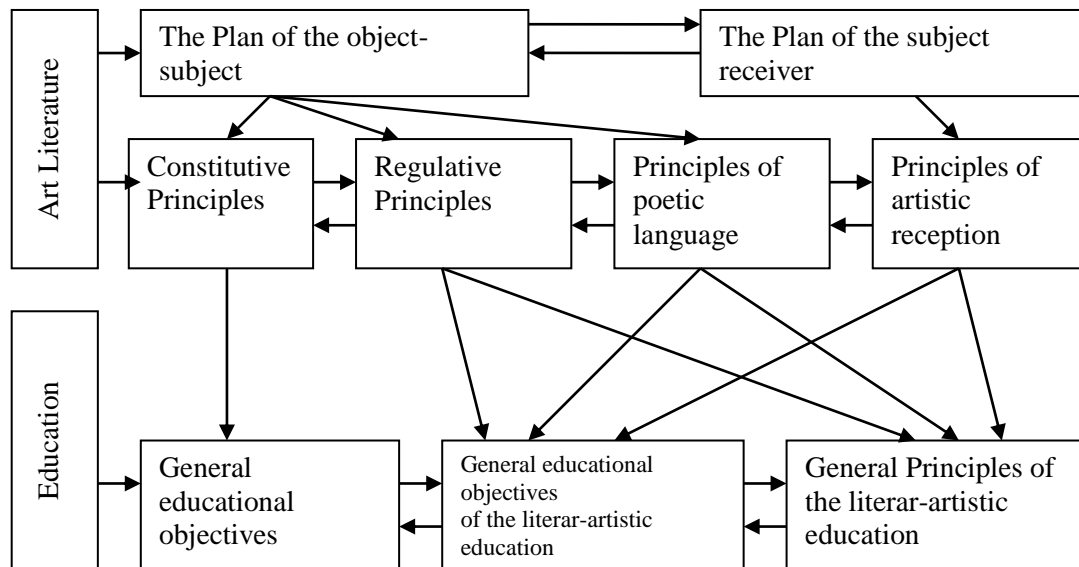 Art Literature
The Plan of the object-
subject
The Plan of the subject
receiver
Constitutive
Principles
Regulative
Principles
Principles of
poetic
language
Principles of
artistic
reception
Education
General
educational
objectives
General educational
objectives
of the literar-artistic
education
General Principles of
the literar-artistic
education